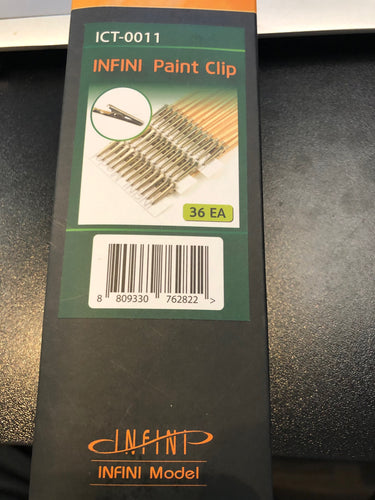 ICT-0011
INFINI Paint Clip
36 EA
8 809330 762822 >
INFINI
INFINI Model